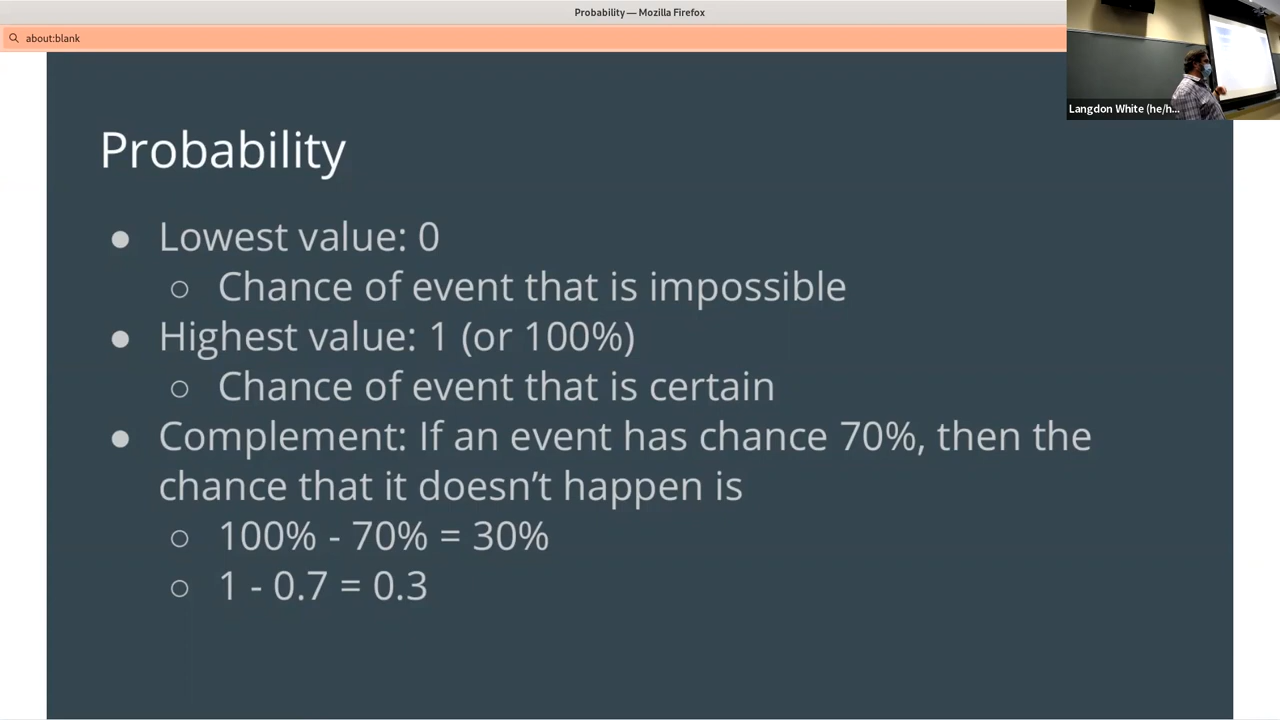 Probability — Mozilla Firefox
about:blank
Langdon White (he/h...
Probability
● Lowest value: 0
○ Chance of event that is impossible
● Highest value: 1 (or 100%)
○ Chance of event that is certain
● Complement: If an event has chance 70%, then the
chance that it doesn’t happen is
○ 100% - 70% = 30%
○ 1 - 0.7 = 0.3